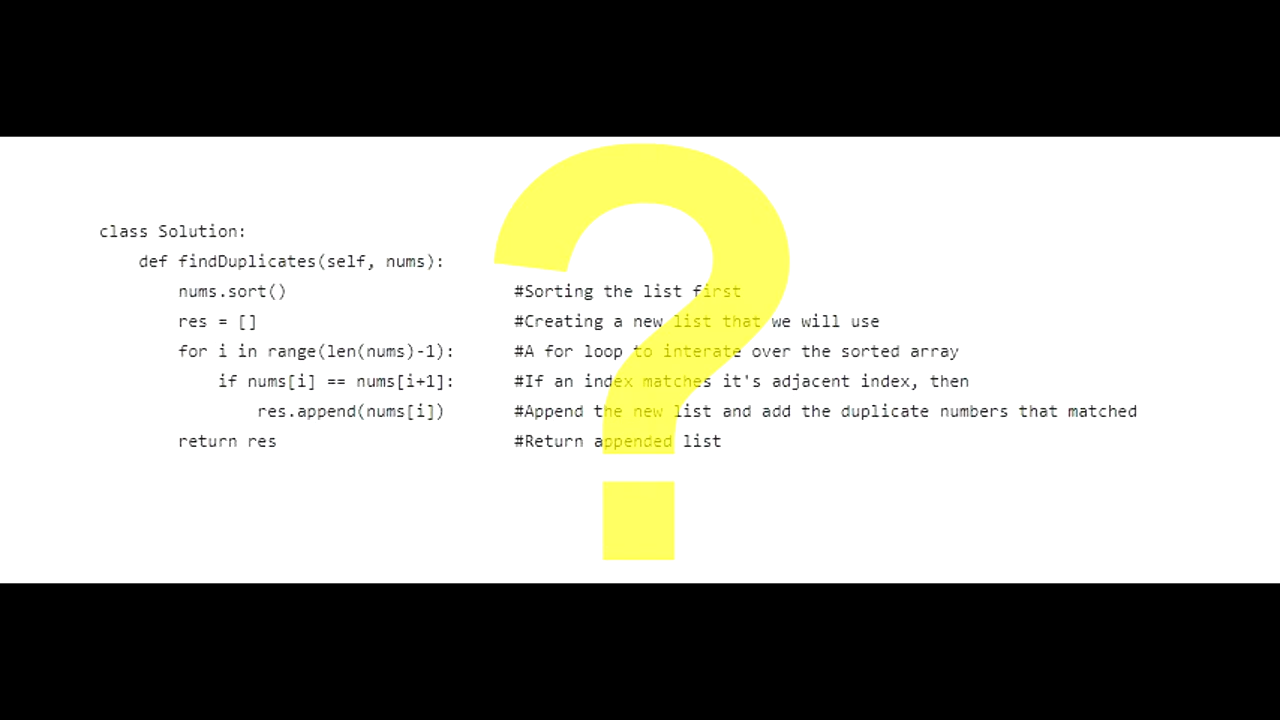 class Solution:
    def findDuplicates(self, nums):
        nums.sort()                       #Sorting the list first
        res = []                          #Creating a new list that we will use
        for i in range(len(nums)-1):      #A for loop to interate over the sorted array
            if nums[i] == nums[i+1]:      #If an index matches it's adjacent index, then
                res.append(nums[i])       #Append the new list and add the duplicate numbers that matched
        return res                        #Return appended list
?